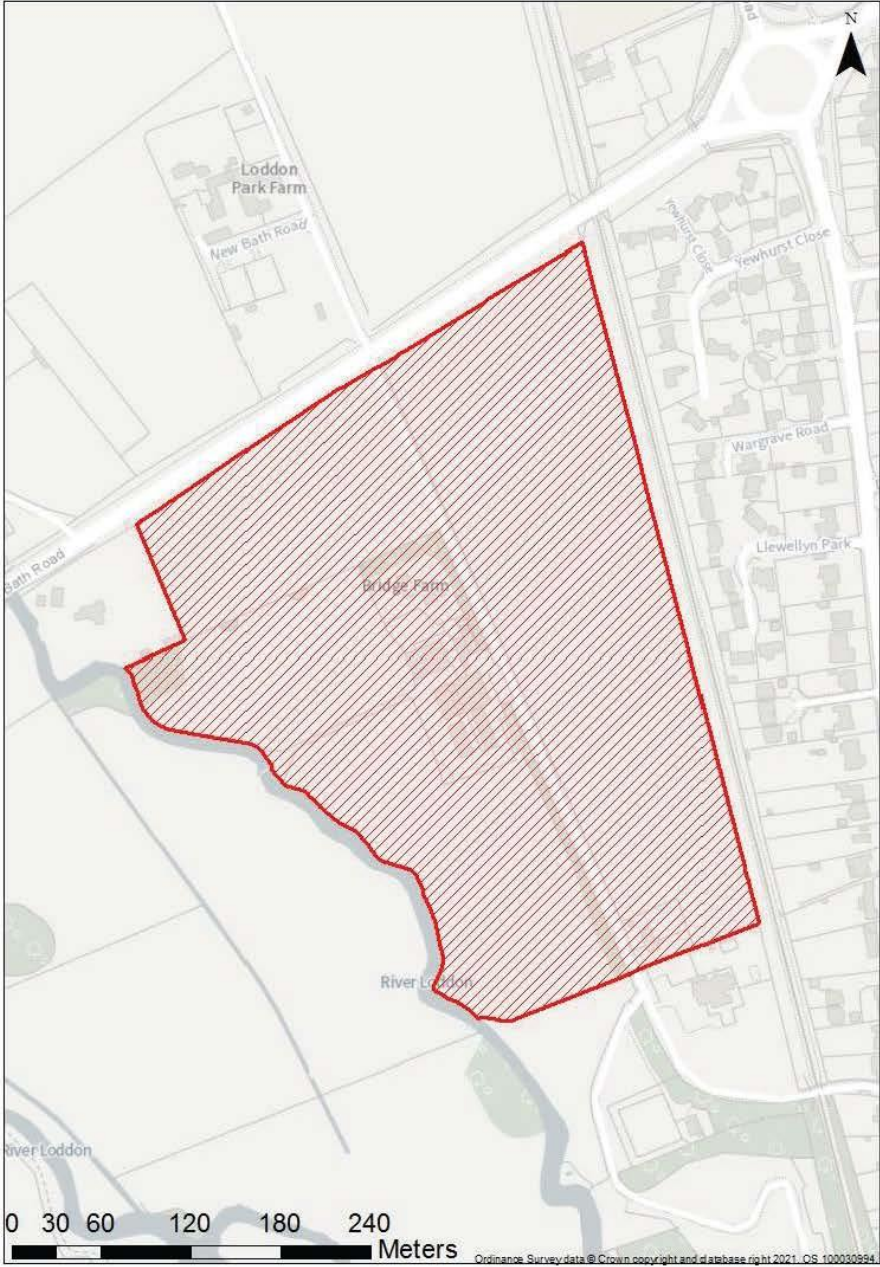 oad
N
Loddon
Park Farm
New Bath Road
Yewhurst Close
Yewhurst Close
Wargrave Road
Llewellyn Park
Bath Road
Bridge Farm
River Loddon
River Loddon
0 30 60 120 180 240
Meters
Ordnance Survey data © Crown copyright and database right 2021. OS 100030994.